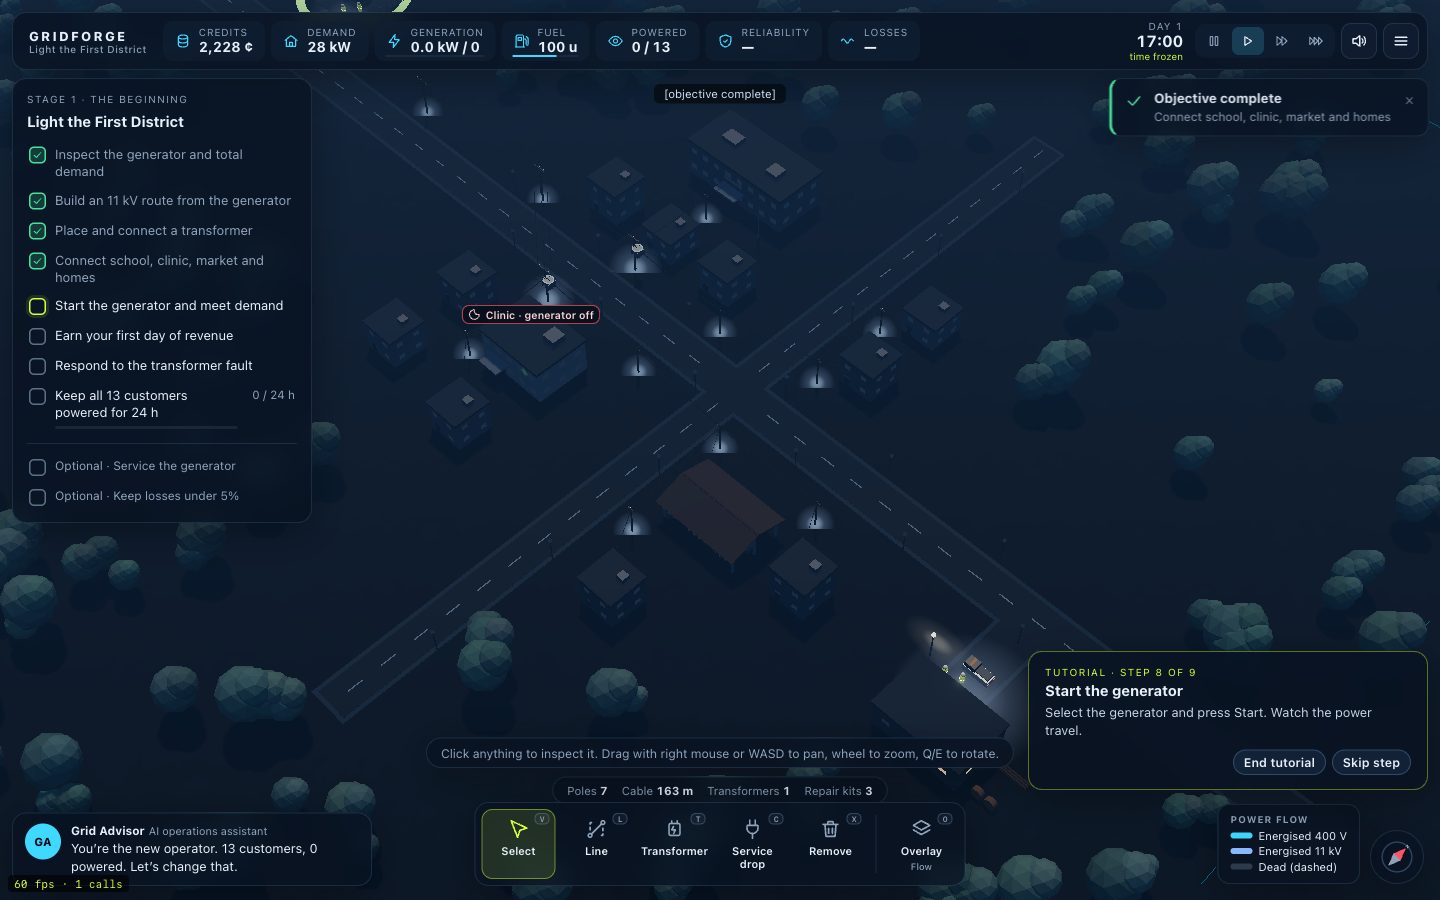 GRIDFORGE
Light the First District
CREDITS
2,228 ¢
DEMAND
28 kW
GENERATION
0.0 kW / 0
FUEL
100 u
POWERED
0 / 13
RELIABILITY
—
LOSSES
—
DAY 1
17:00
time frozen
STAGE 1 · THE BEGINNING
Light the First District
Inspect the generator and total
demand
Build an 11 kV route from the generator
Place and connect a transformer
Connect school, clinic, market and
homes
Start the generator and meet demand
Earn your first day of revenue
Respond to the transformer fault
Keep all 13 customers
powered for 24 h
0 / 24 h
Optional · Service the generator
Optional · Keep losses under 5%
[objective complete]
Objective complete
Connect school, clinic, market and homes
Clinic · generator off
TUTORIAL · STEP 8 OF 9
Start the generator
Select the generator and press Start. Watch the power
travel.
End tutorial
Skip step
Click anything to inspect it. Drag with right mouse or WASD to pan, wheel to zoom, Q/E to rotate.
Poles 7 Cable 163 m Transformers 1 Repair kits 3
V
Select
L
Line
T
Transformer
C
Service
drop
X
Remove
O
Overlay
Flow
GA
Grid Advisor AI operations assistant
You're the new operator. 13 customers, 0
powered. Let's change that.
60 fps · 1 calls
POWER FLOW
Energised 400 V
Energised 11 kV
Dead (dashed)